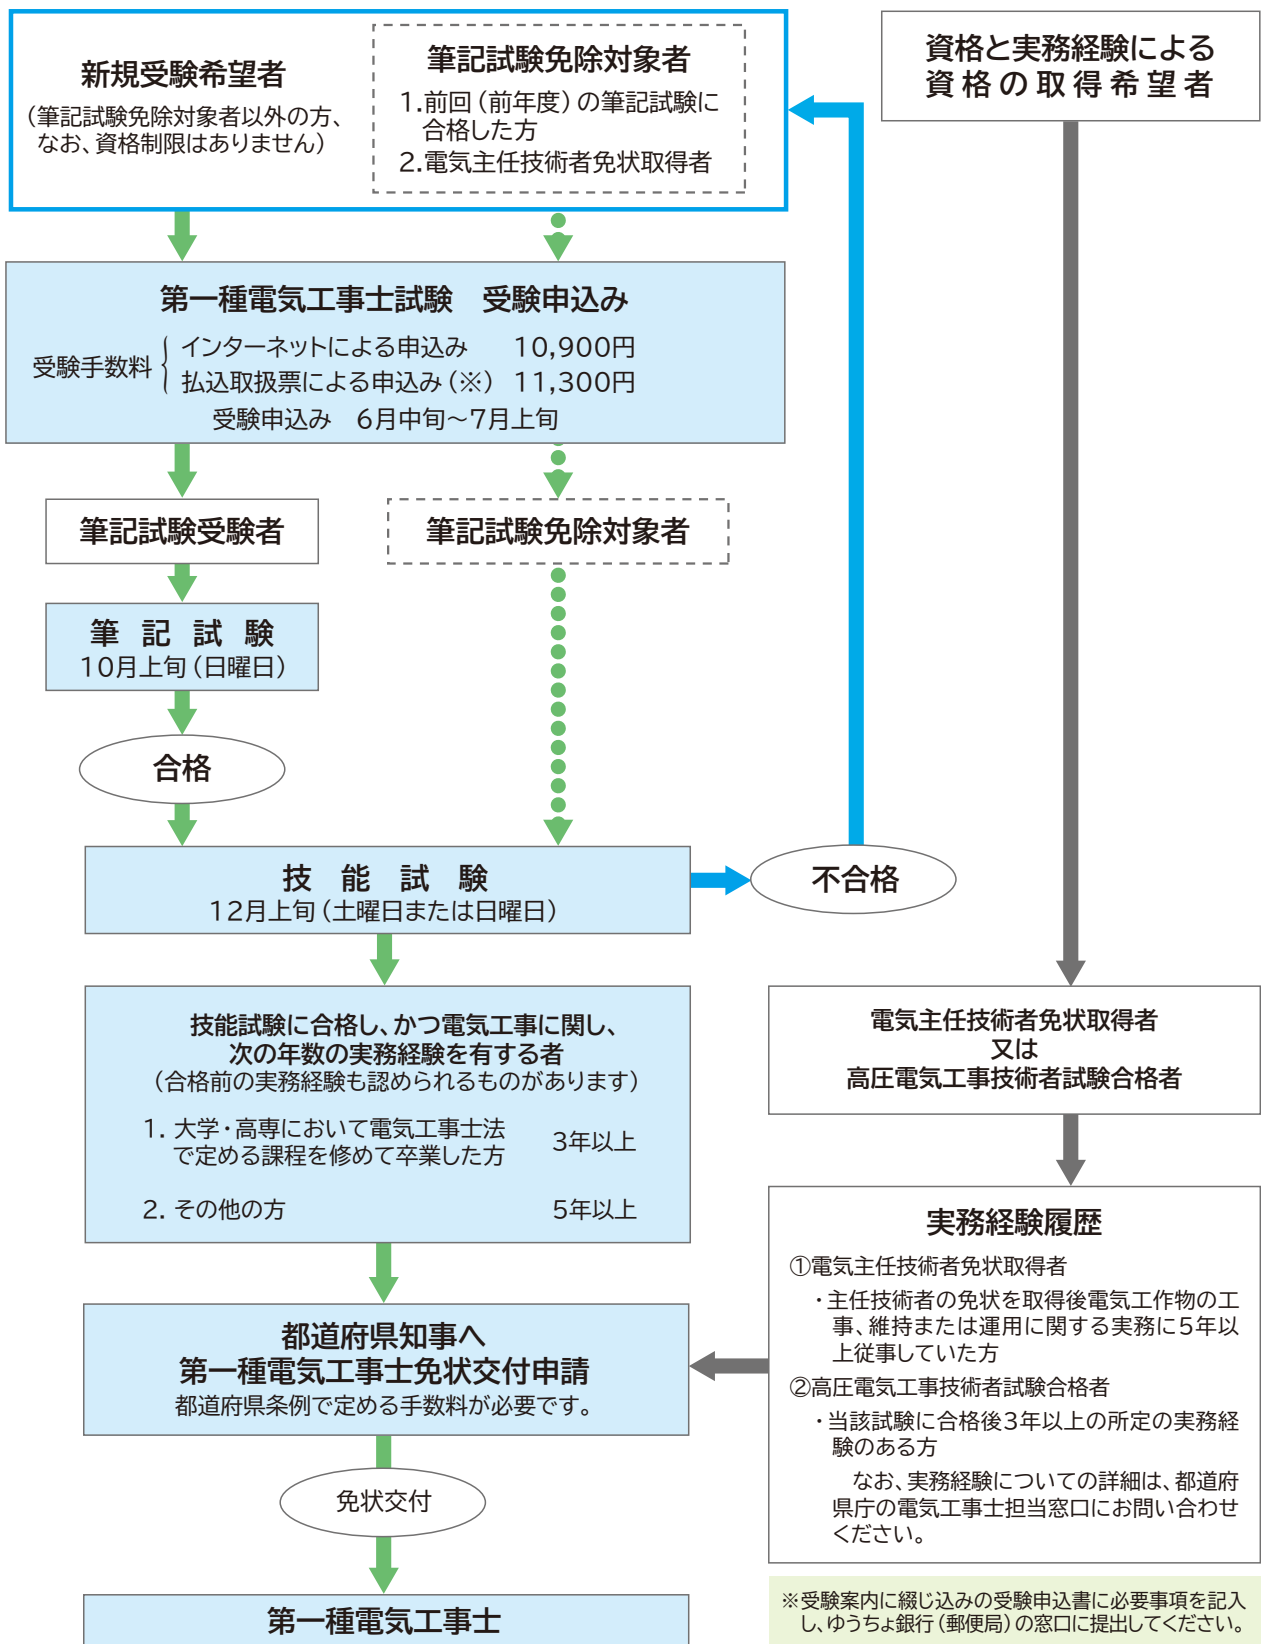 新規受験希望者
（筆記試験免除対象者以外の方、
なお、資格制限はありません）
筆記試験免除対象者
1.前回（前年度）の筆記試験に
合格した方
2.電気主任技術者免状取得者
資格と実務経験による
資格の取得希望者
第一種電気工事士試験　受験申込み
受験手数料
インターネットによる申込み　10,900円
払込取扱票による申込み（※）11,300円
受験申込み　6月中旬～7月上旬
筆記試験受験者
筆記試験免除対象者
筆記試験
10月上旬（日曜日）
合格
技能試験
12月上旬（土曜日または日曜日）
不合格
技能試験に合格し、かつ電気工事に関し、
次の年数の実務経験を有する者
（合格前の実務経験も認められるものがあります）
1. 大学・高専において電気工事士法
で定める課程を修めて卒業した方　3年以上
2. その他の方　5年以上
電気主任技術者免状取得者
又は
高圧電気工事技術者試験合格者
実務経験履歴
①電気主任技術者免状取得者
・主任技術者の免状を取得後電気工作物の工
事、維持または運用に関する実務に5年以
上従事していた方
②高圧電気工事技術者試験合格者
・当該試験に合格後3年以上の所定の実務経
験のある方
なお、実務経験についての詳細は、都道府
県庁の電気工事士担当窓口にお問い合わせ
ください。
都道府県知事へ
第一種電気工事士免状交付申請
都道府県条例で定める手数料が必要です。
免状交付
第一種電気工事士
※受験案内に綴じ込みの受験申込書に必要事項を記入
し、ゆうちょ銀行（郵便局）の窓口に提出してください。